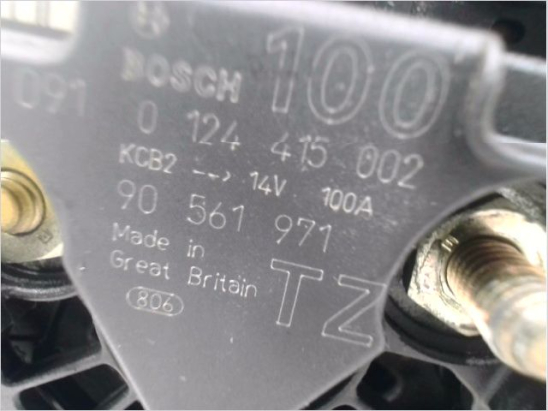 BOSCH 100
091 0 124 415 002
KCB2 --> 14V 100A
90 561 971
Made in
Great Britain
TZ
806